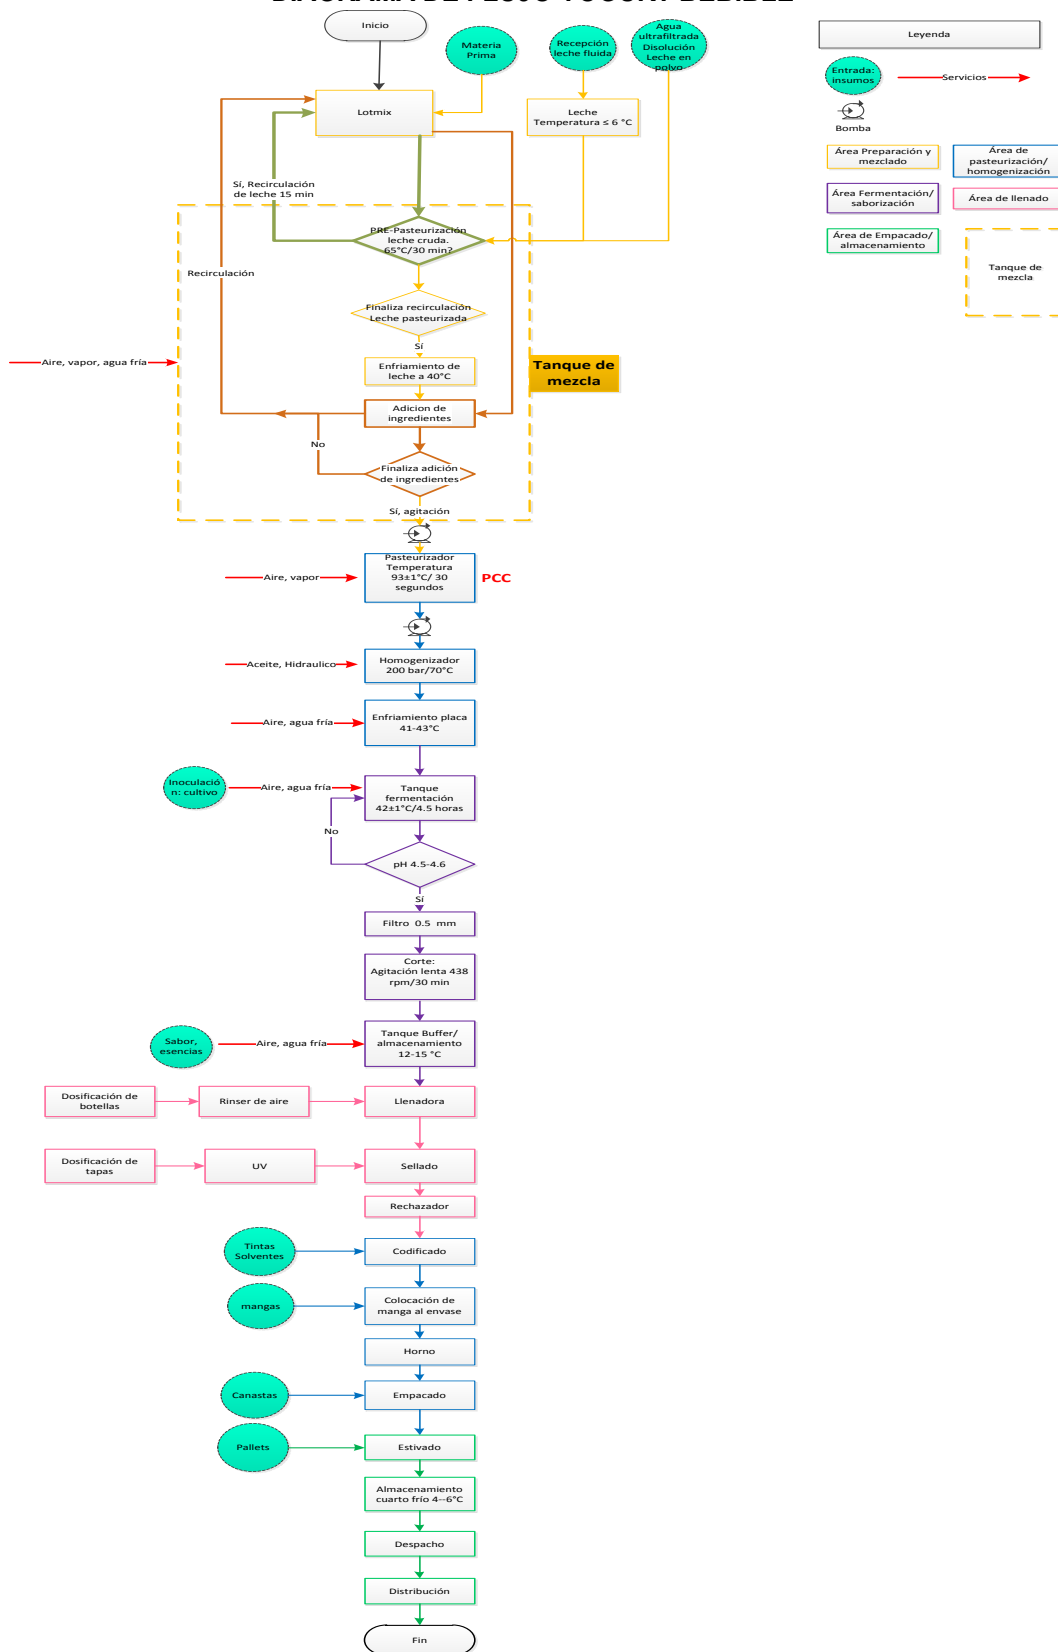 DIAGRAMA DE FLUJO YOGURT BEBIBLE
Inicio
Materia
Prima
Recepción
leche fluida
Agua
ultrafiltrada
Disolución
Leche en
polvo
Leyenda
Entrada:
insumos
Servicios
Bomba
Área Preparación y
mezclado
Área de
pasteurización/
homogenización
Área Fermentación/
saborización
Área de llenado
Área de Empacado/
almacenamiento
Tanque de
mezcla
Lotmix
Leche
Temperatura ≤ 6 °C
Sí, Recirculación
de leche 15 min
PRE-Pasteurización
leche cruda.
65°C/30 min?
Recirculación
Finaliza recirculación
Leche pasteurizada
Sí
Aire, vapor, agua fría
Enfriamiento de
leche a 40°C
Tanque de
mezcla
Adicion de
ingredientes
No
Finaliza adición
de ingredientes
Sí, agitación
Pasteurizador
Temperatura
93±1°C/ 30
segundos
Aire, vapor
PCC
Aceite, Hidraulico
Homogenizador
200 bar/70°C
Aire, agua fría
Enfriamiento placa
41-43°C
Inoculació
n: cultivo
Aire, agua fría
Tanque
fermentación
42±1°C/4.5 horas
No
pH 4.5-4.6
Sí
Filtro 0.5 mm
Corte:
Agitación lenta 438
rpm/30 min
Sabor,
esencias
Aire, agua fría
Tanque Buffer/
almacenamiento
12-15 °C
Dosificación de
botellas
Rinser de aire
Llenadora
Dosificación de
tapas
UV
Sellado
Rechazador
Tintas
Solventes
Codificado
mangas
Colocación de
manga al envase
Horno
Canastas
Empacado
Pallets
Estivado
Almacenamiento
cuarto frío 4--6°C
Despacho
Distribución
Fin